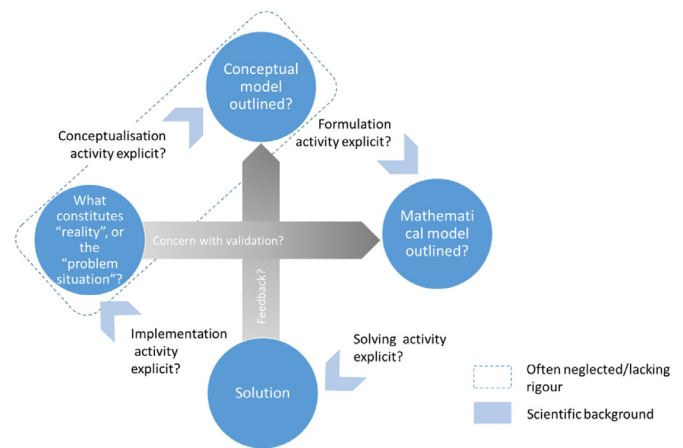 Conceptual
model
outlined?
Conceptualisation
activity explicit?
Formulation
activity explicit?
What
constitutes
“reality”, or
the
“problem
situation”?
Concern with validation?
Mathemati
cal model
outlined?
Feedback?
Implementation
activity
explicit?
Solving activity
explicit?
Solution
Often neglected/lacking
rigour
Scientific background